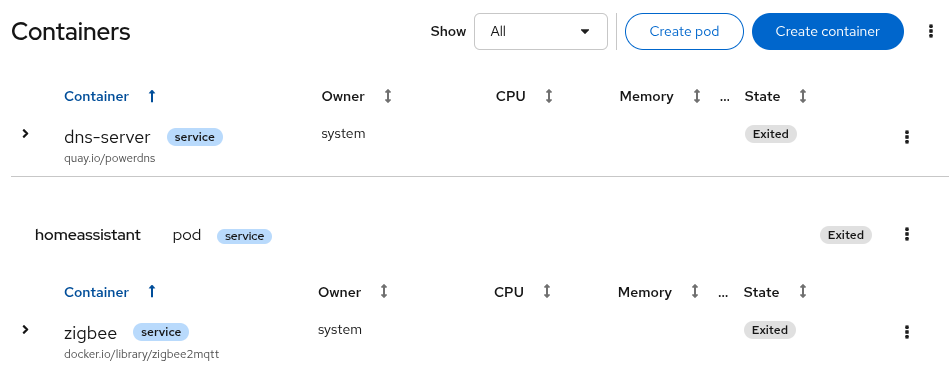 Containers Show All Create pod Create container
Container Owner CPU Memory ... State
dns-server service system Exited
quay.io/powerdns
homeassistant pod service Exited
Container Owner CPU Memory ... State
zigbee service system Exited
docker.io/library/zigbee2mqtt